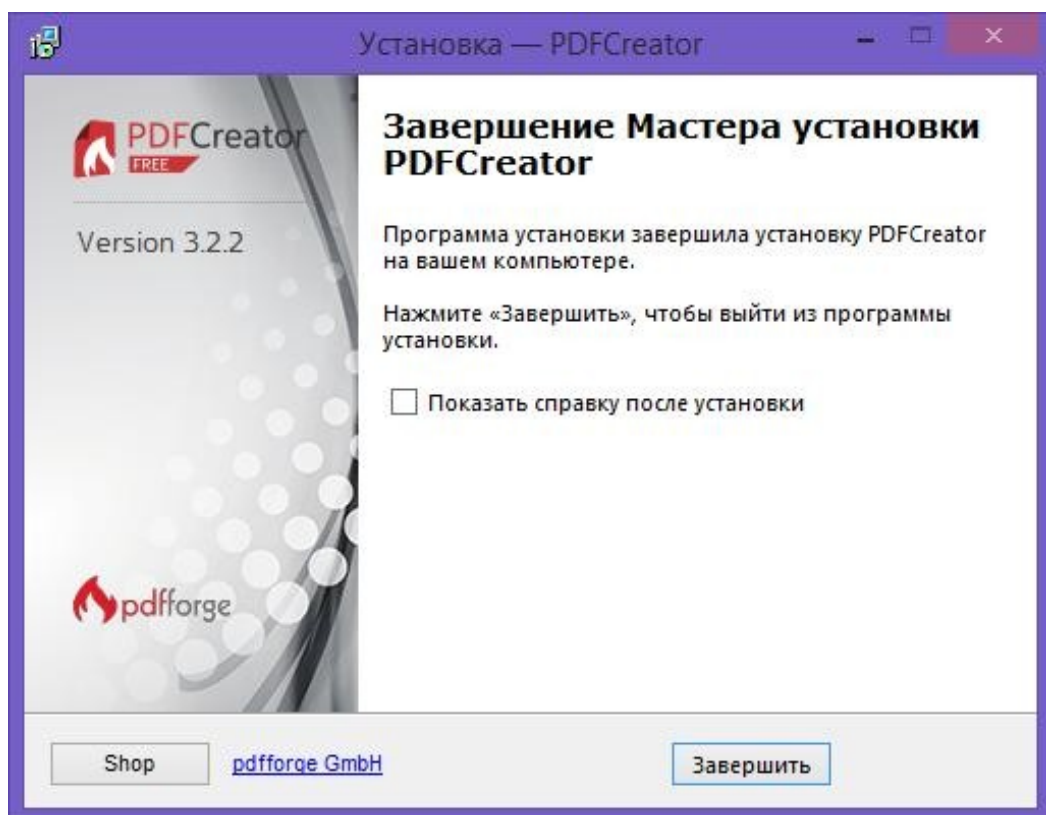 Установка — PDFCreator
PDFCreator
FREE
Version 3.2.2
pdfforge
Завершение Мастера установки
PDFCreator
Программа установки завершила установку PDFCreator
на вашем компьютере.
Нажмите «Завершить», чтобы выйти из программы
установки.
Показать справку после установки
Shop
pdfforge GmbH
Завершить